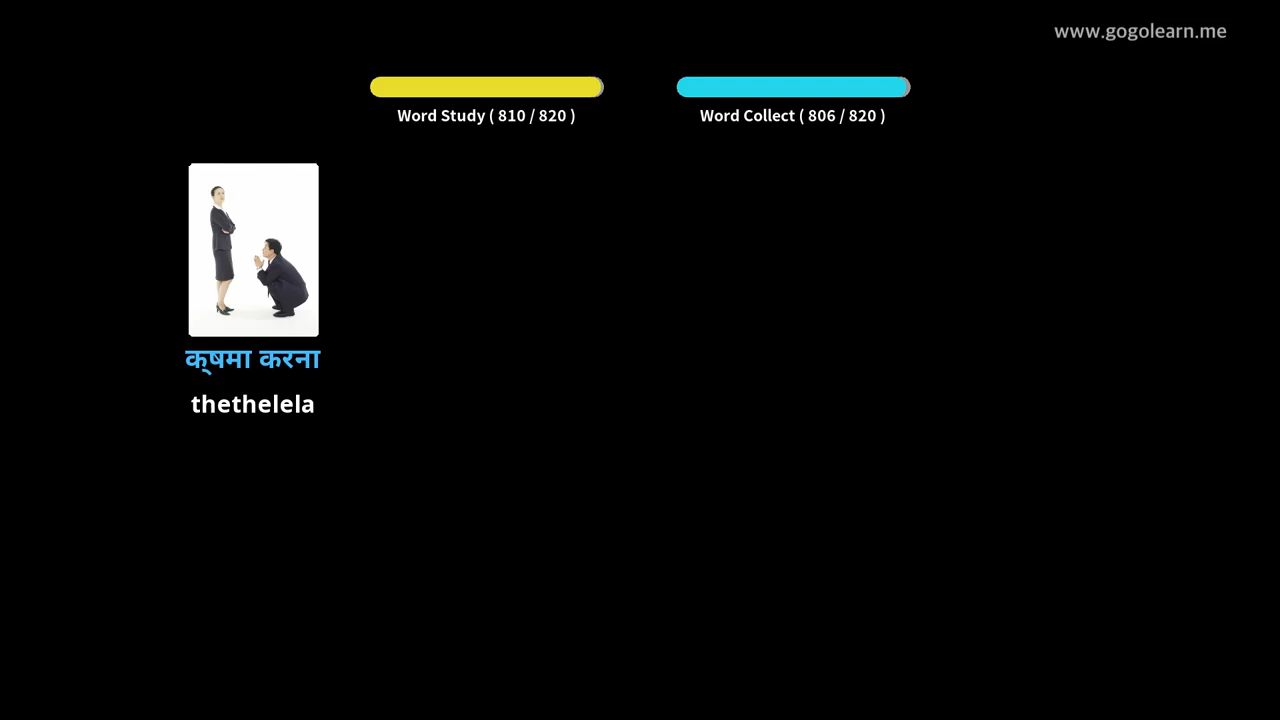 www.gogolearn.me
Word Study ( 810 / 820 )
Word Collect ( 806 / 820 )
क्षमा करना
thethelela